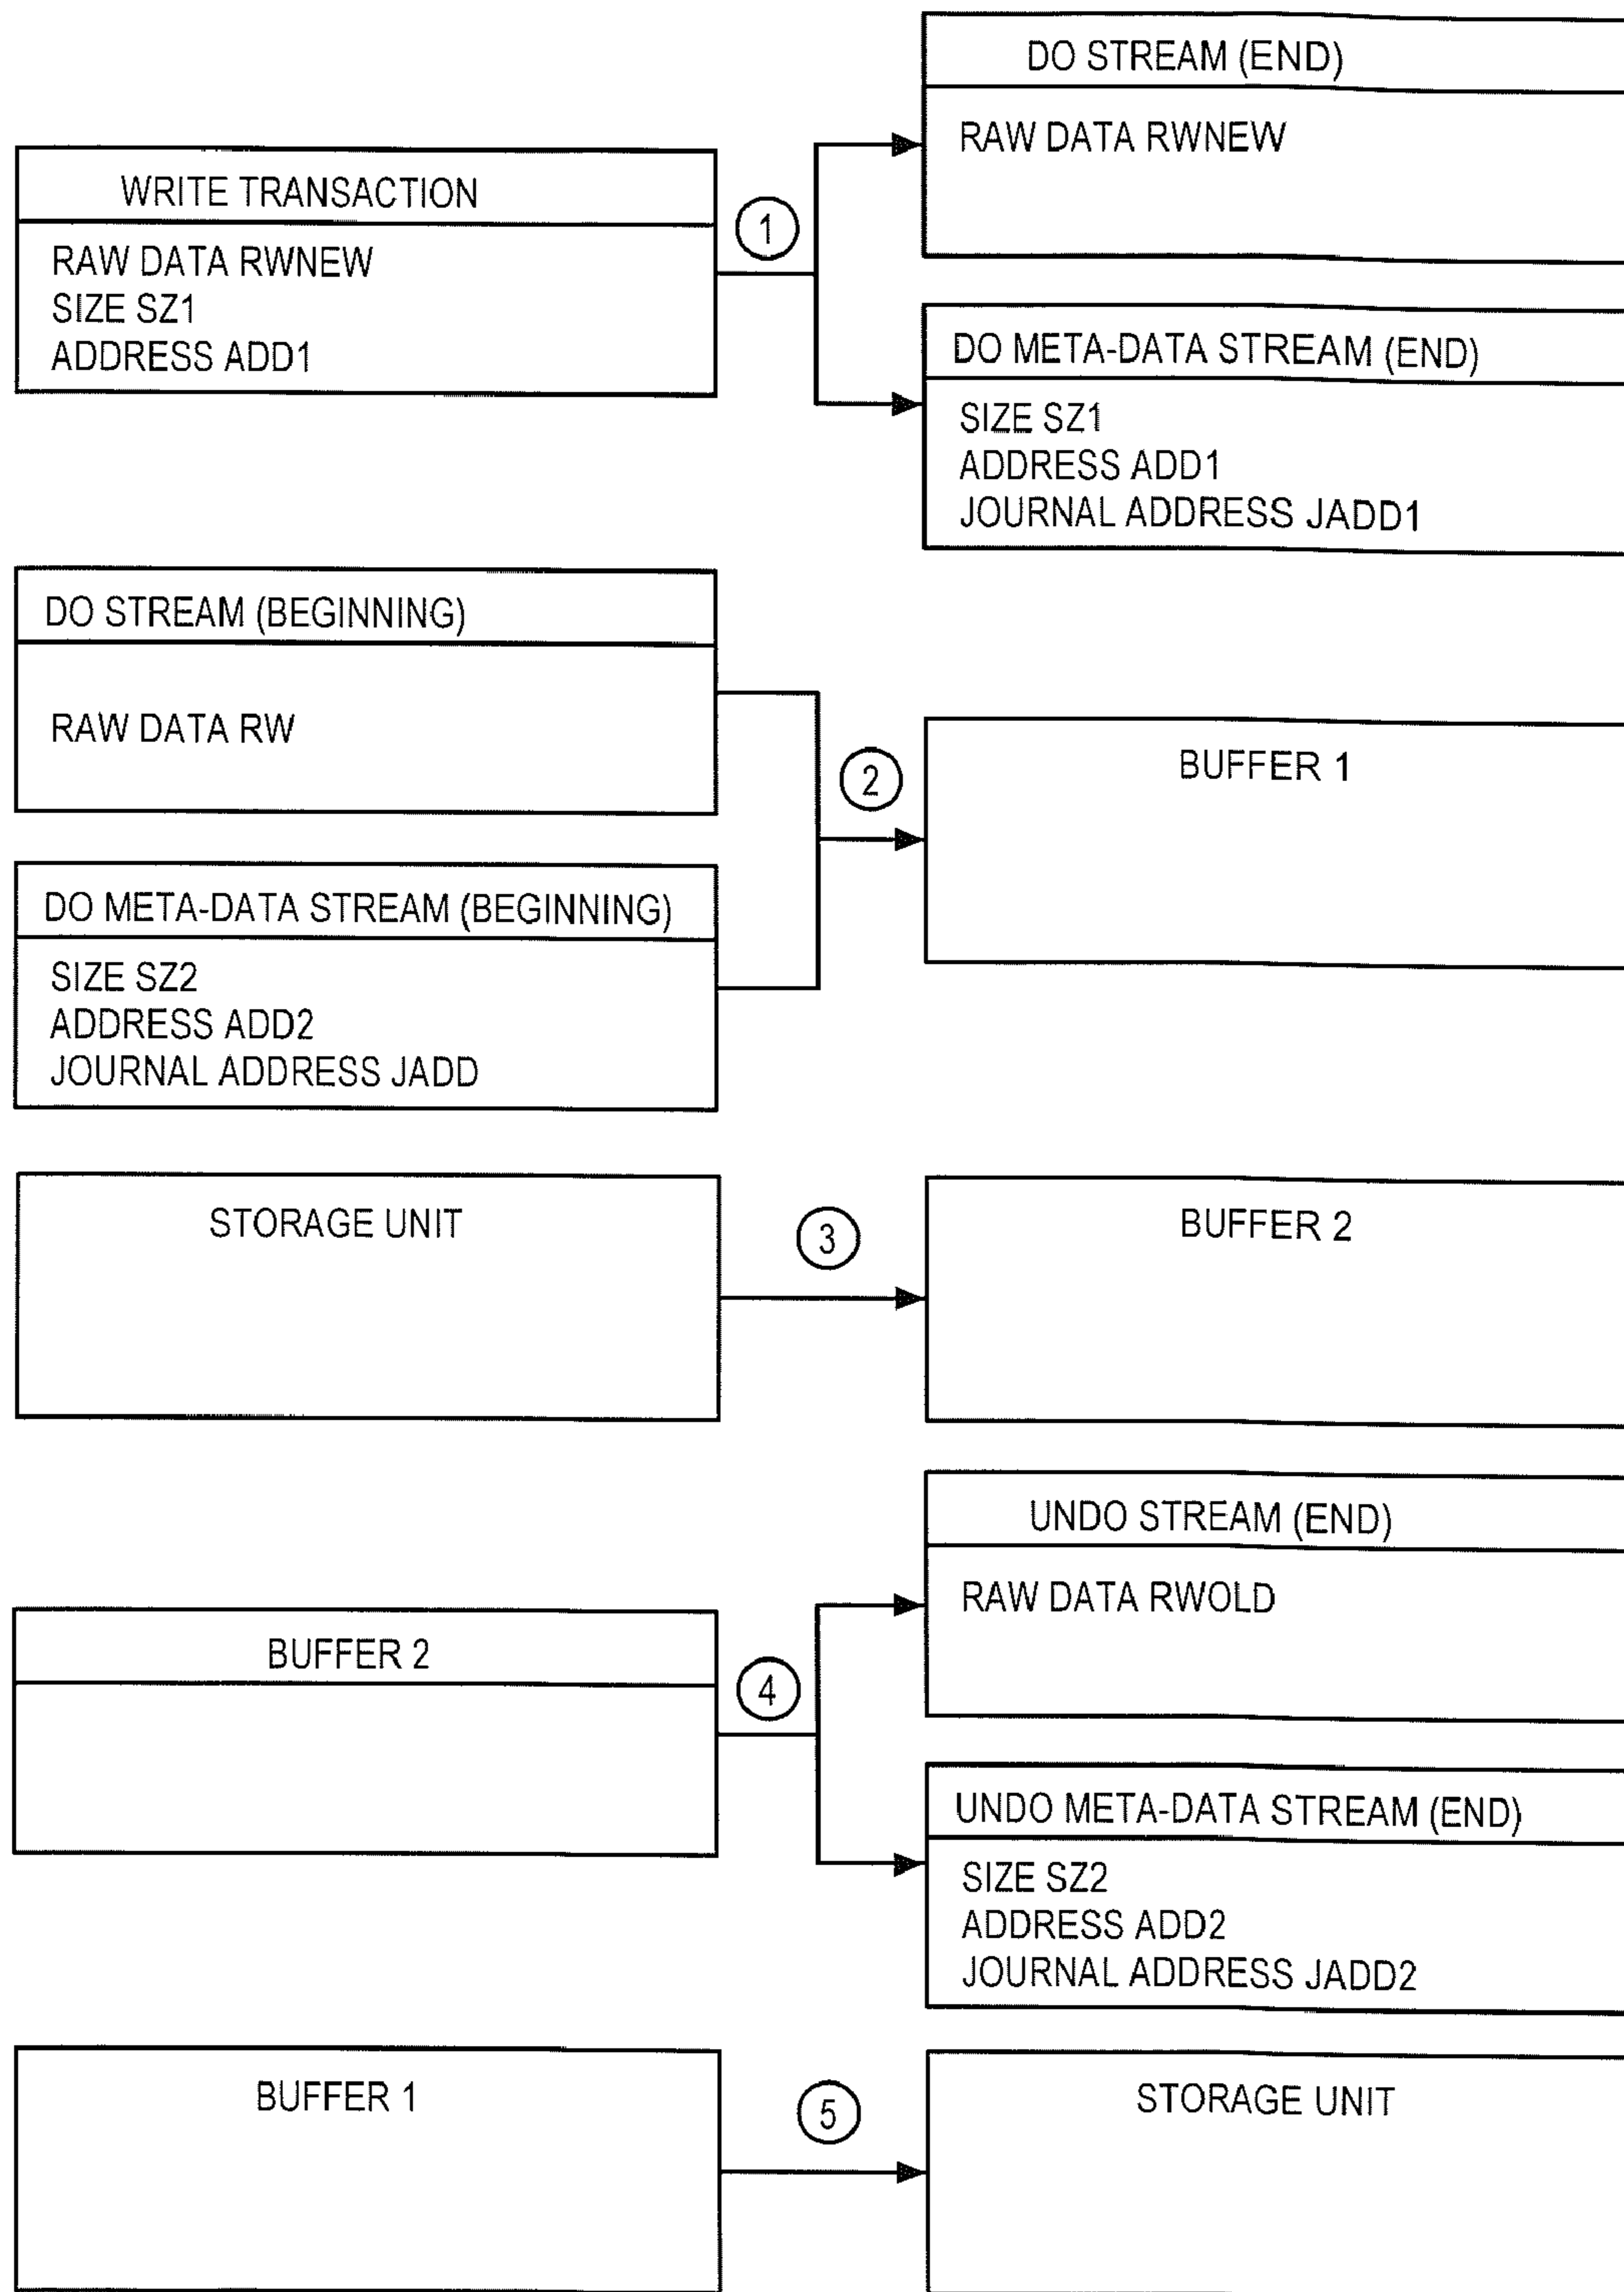 DO STREAM (END)
RAW DATA RWNEW
WRITE TRANSACTION
RAW DATA RWNEW
SIZE SZ1
ADDRESS ADD1
1
DO META-DATA STREAM (END)
SIZE SZ1
ADDRESS ADD1
JOURNAL ADDRESS JADD1
DO STREAM (BEGINNING)
RAW DATA RW
2
BUFFER 1
DO META-DATA STREAM (BEGINNING)
SIZE SZ2
ADDRESS ADD2
JOURNAL ADDRESS JADD
STORAGE UNIT
3
BUFFER 2
UNDO STREAM (END)
RAW DATA RWOLD
BUFFER 2
4
UNDO META-DATA STREAM (END)
SIZE SZ2
ADDRESS ADD2
JOURNAL ADDRESS JADD2
BUFFER 1
5
STORAGE UNIT